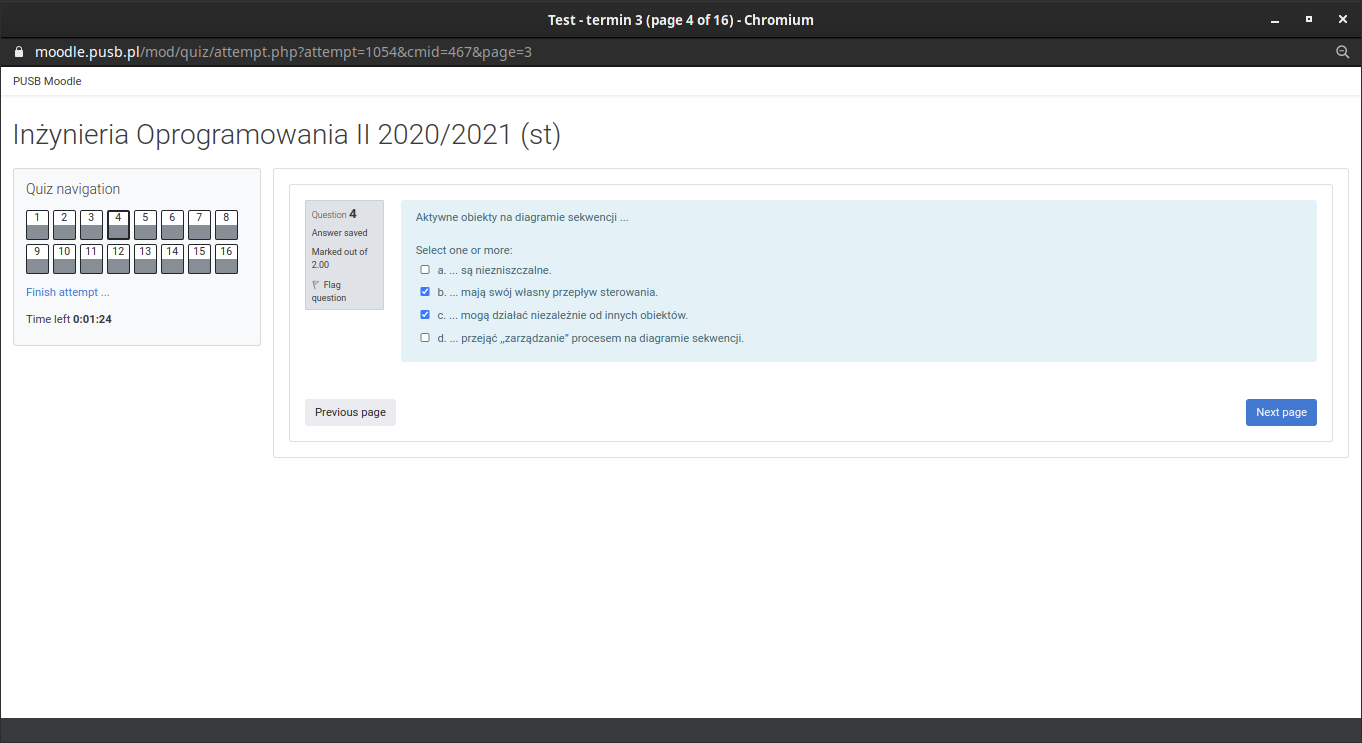 Test - termin 3 (page 4 of 16) - Chromium
moodle.pusb.pl/mod/quiz/attempt.php?attempt=1054&cmid=467&page=3
PUSB Moodle
Inżynieria Oprogramowania II 2020/2021 (st)
Quiz navigation
1 2 3 4 5 6 7 8
9 10 11 12 13 14 15 16
Finish attempt ...
Time left 0:01:24
Question 4
Answer saved
Marked out of
2.00
Flag
question
Aktywne obiekty na diagramie sekwencji ...
Select one or more:
a. ... są niezniszczalne.
b. ... mają swój własny przepływ sterowania.
c. ... mogą działać niezależnie od innych obiektów.
d. ... przejąć „zarządzanie” procesem na diagramie sekwencji.
Previous page
Next page